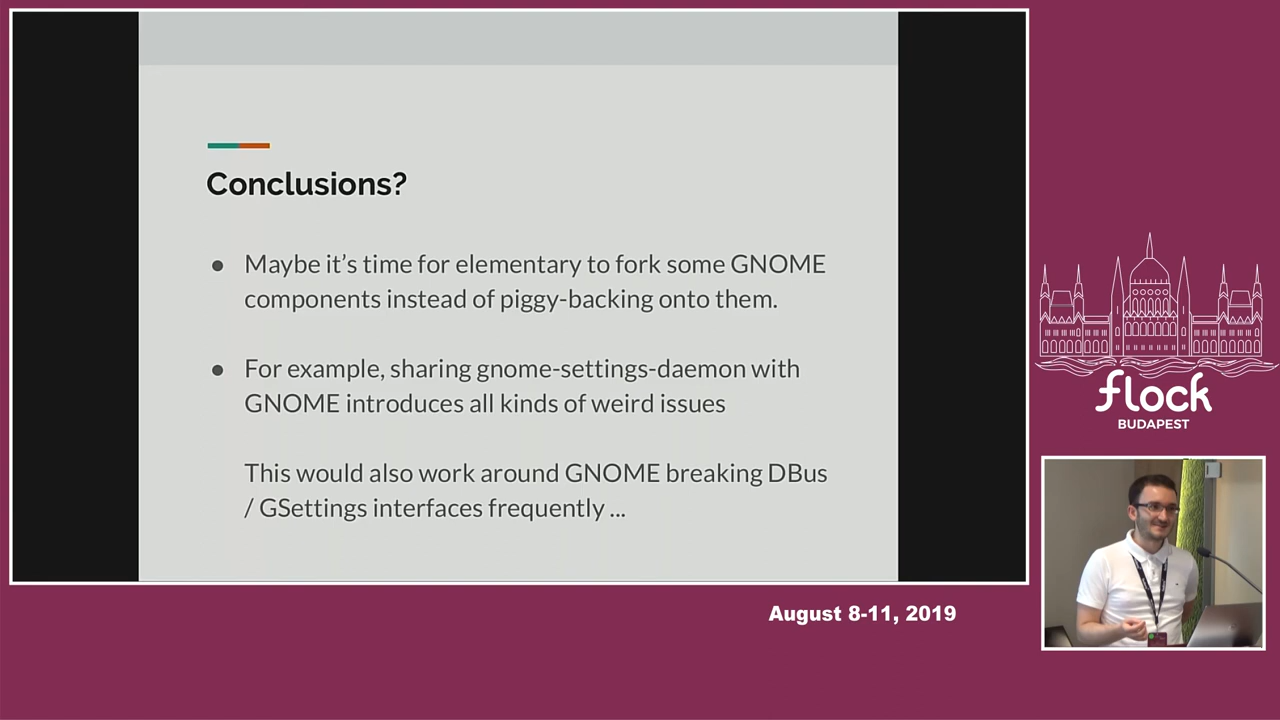 Conclusions?
● Maybe it's time for elementary to fork some GNOME
components instead of piggy-backing onto them.
● For example, sharing gnome-settings-daemon with
GNOME introduces all kinds of weird issues
This would also work around GNOME breaking DBus
/ GSettings interfaces frequently ...
flock
BUDAPEST
August 8-11, 2019